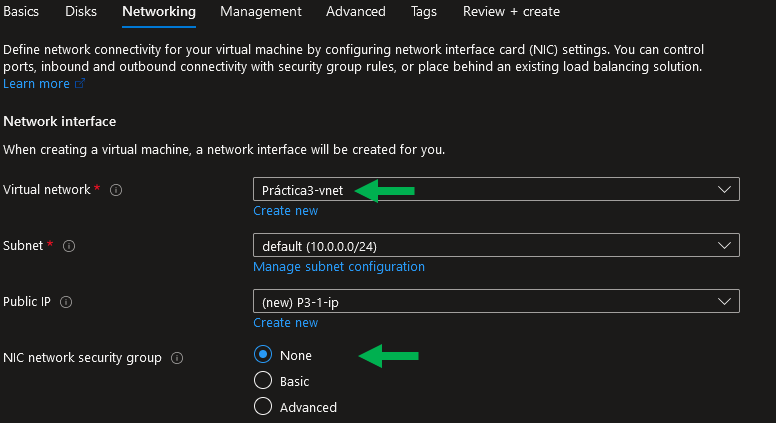 Basics Disks Networking Management Advanced Tags Review + create
Define network connectivity for your virtual machine by configuring network interface card (NIC) settings. You can control
ports, inbound and outbound connectivity with security group rules, or place behind an existing load balancing solution.
Learn more
Network interface
When creating a virtual machine, a network interface will be created for you.
Virtual network * Práctica3-vnet
Create new
Subnet * default (10.0.0.0/24)
Manage subnet configuration
Public IP (new) P3-1-ip
Create new
NIC network security group None
Basic
Advanced